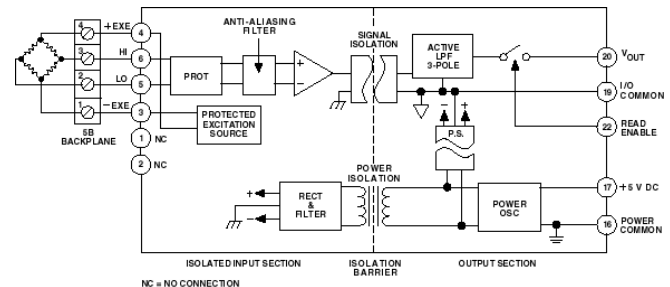 ANTI-ALIASING
FILTER
SIGNAL
ISOLATION
ACTIVE
LPF
3-POLE
4 +EXE 4
3 HI 6
2 LO 5
1 −EXE 3
5B
BACKPLANE
1 NC
2 NC
PROT
+
−
PROTECTED
EXCITATION
SOURCE
20 VOUT
19 I/O
COMMON
22 READ
ENABLE
− +
P.S.
POWER
ISOLATION
+
−
RECT
&
FILTER
POWER
OSC
17 +5 V DC
16 POWER
COMMON
ISOLATED INPUT SECTION
ISOLATION
BARRIER
OUTPUT SECTION
NC = NO CONNECTION